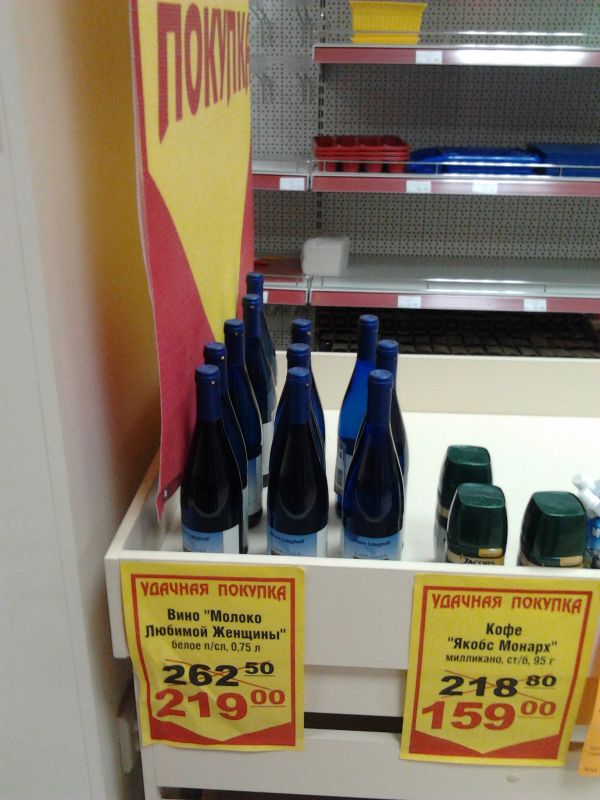 ПОКУПК
JACOBS
УДАЧНАЯ ПОКУПКА
Вино "Молоко
Любимой Женщины"
белое п/сл, 0,75 л
262 50
219 00
УДАЧНАЯ ПОКУПКА
Кофе
"Якобс Монарх"
милликано, ст/б, 95 г
218 80
159 00